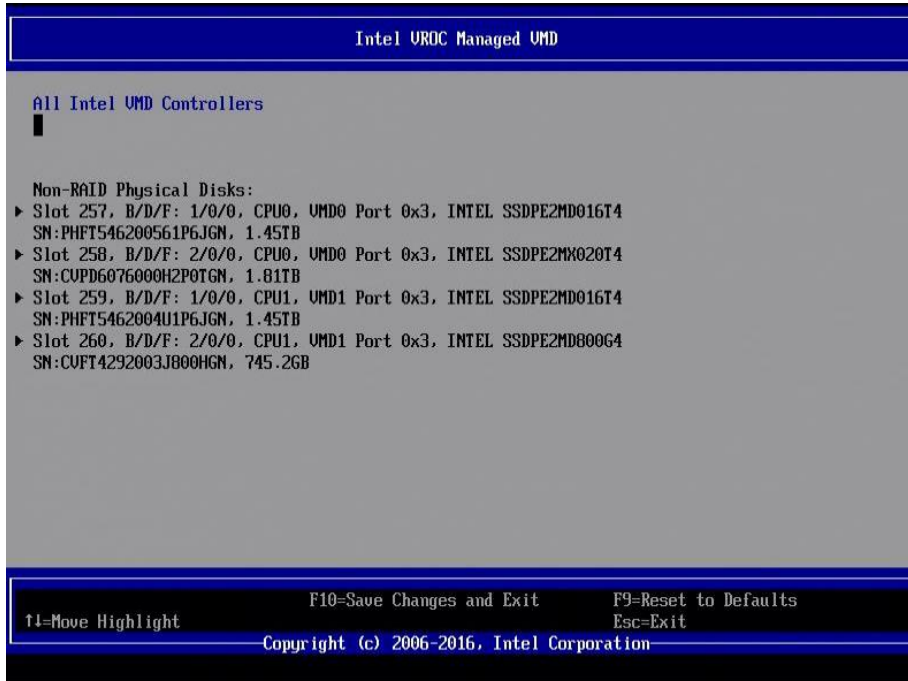 Intel VROC Managed VMD
All Intel VMD Controllers
Non-RAID Physical Disks:
Slot 257, B/D/F: 1/0/0, CPU0, VMD0 Port 0x3, INTEL SSDPE2MD016T4
SN:PHFT546200561P6JGN, 1.45TB
Slot 258, B/D/F: 2/0/0, CPU0, VMD0 Port 0x3, INTEL SSDPE2MX020T4
SN:CVPD6076000H2P0TGN, 1.81TB
Slot 259, B/D/F: 1/0/0, CPU1, VMD1 Port 0x3, INTEL SSDPE2MD016T4
SN:PHFT5462004U1P6JGN, 1.45TB
Slot 260, B/D/F: 2/0/0, CPU1, VMD1 Port 0x3, INTEL SSDPE2MD800G4
SN:CVFT4292003J800HGN, 745.2GB
F10=Save Changes and Exit F9=Reset to Defaults
↑↓=Move Highlight Esc=Exit
Copyright (c) 2006-2016, Intel Corporation